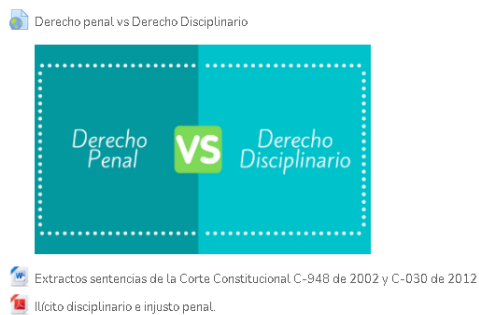 Derecho penal vs Derecho Disciplinario
Derecho
Penal
VS
Derecho
Disciplinario
Extractos sentencias de la Corte Constitucional C-948 de 2002 y C-030 de 2012
Ilícito disciplinario e injusto penal.